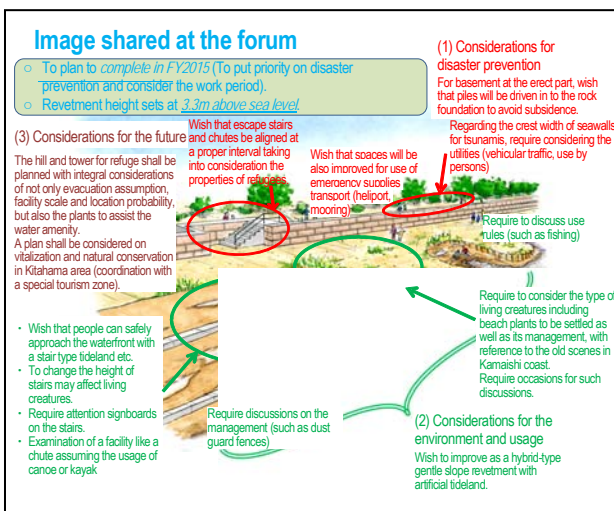 Image shared at the forum
○ To plan to complete in FY2015 (To put priority on disaster
prevention and consider the work period).
○ Revetment height sets at 3.3m above sea level.
(1) Considerations for
disaster prevention
For basement at the erect part, wish
that piles will be driven in to the rock
foundation to avoid subsidence.
Regarding the crest width of seawalls
for tsunamis, require considering the
utilities (vehicular traffic, use by
persons)
(3) Considerations for the future
The hill and tower for refuge shall be
planned with integral considerations
of not only evacuation assumption,
facility scale and location probability,
but also the plants to assist the
water amenity.
A plan shall be considered on
vitalization and natural conservation
in Kitahama area (coordination with
a special tourism zone).
Wish that escape stairs
and chutes be aligned at
a proper interval taking
into consideration the
properties of refugees.
Wish that spaces will be
also improved for use of
emergency supplies
transport (heliport,
mooring)
Require to discuss use
rules (such as fishing)
Require to consider the type of
living creatures including
beach plants to be settled as
well as its management, with
reference to the old scenes in
Kamaishi coast.
Require occasions for such
discussions.
• Wish that people can safely
approach the waterfront with
a stair type tideland etc.
• To change the height of
stairs may affect living
creatures.
• Require attention signboards
on the stairs.
• Examination of a facility like a
chute assuming the usage of
canoe or kayak
Require discussions on the
management (such as dust
guard fences)
(2) Considerations for the
environment and usage
Wish to improve as a hybrid-type
gentle slope revetment with
artificial tideland.